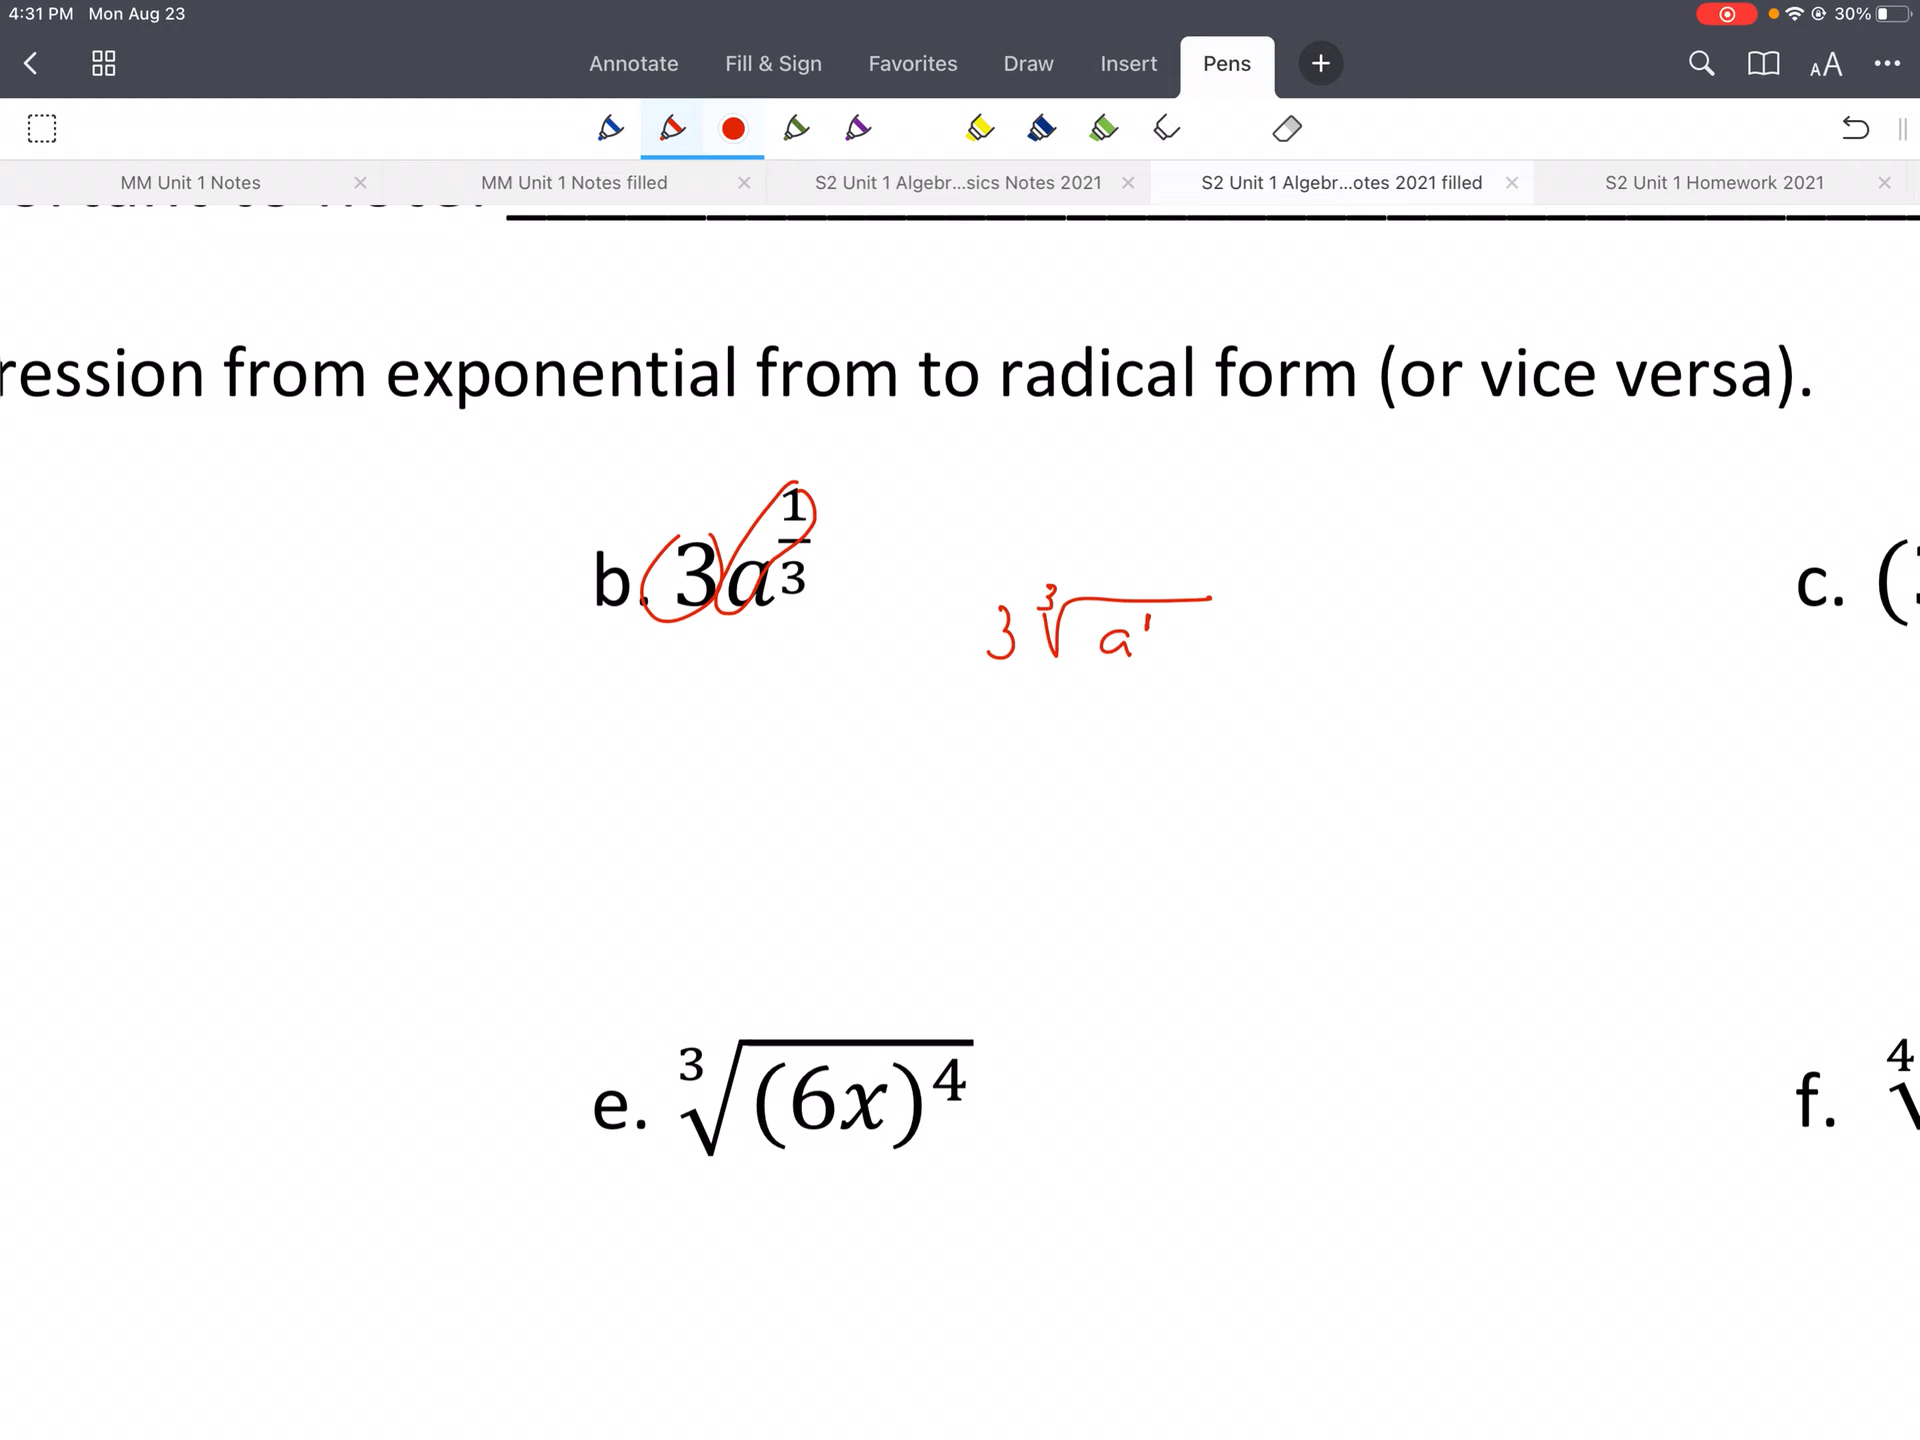 4:31 PM Mon Aug 23 30%
Annotate Fill & Sign Favorites Draw Insert Pens
MM Unit 1 Notes MM Unit 1 Notes filled S2 Unit 1 Algebr...sics Notes 2021 S2 Unit 1 Algebr...otes 2021 filled S2 Unit 1 Homework 2021
ression from exponential from to radical form (or vice versa).
b. 3a^(1/3) 3 ∛(a¹) c. (
e. ∛((6x)⁴) f. ⁴√